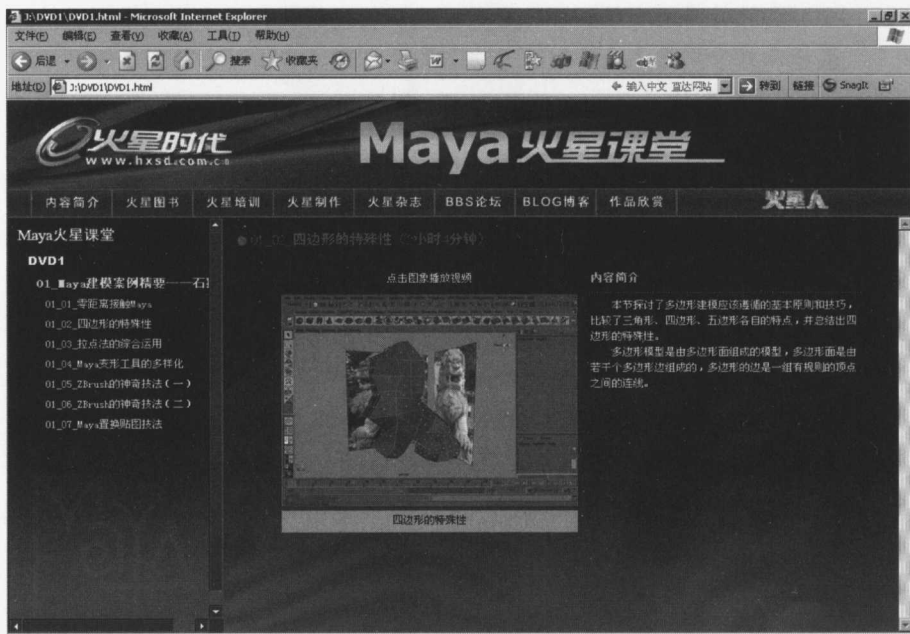 J:\DVD1\DVD1.html - Microsoft Internet Explorer
文件(F) 编辑(E) 查看(V) 收藏(A) 工具(T) 帮助(H)
后退 搜索 收藏夹
地址(D) J:\DVD1\DVD1.html 输入中文 直达网站 转到 链接 SnagIt
火星时代
www.hxsd.com.cn
Maya火星课堂
内容简介 火星图书 火星培训 火星制作 火星杂志 BBS论坛 BLOG博客 作品欣赏 火星人
Maya火星课堂
DVD1
01_Maya建模案例精要——石
01_01_零距离接触Maya
01_02_四边形的特殊性
01_03_拉点法的综合运用
01_04_Maya变形工具的多样化
01_05_ZBrush的神奇技法(一)
01_06_ZBrush的神奇技法(二)
01_07_Maya置换贴图技法
四边形的特殊性
点击图象播放视频
四边形的特殊性
内容简介
本节探讨了多边形建模应该遵循的基本原则和技巧,
比较了三角形、四边形、五边形各自的特点,并总结出四
边形的特殊性。
多边形模型是由多边形面组成的模型,多边形面是由
若干个多边形边组成的,多边形的边是一组有规则的顶点
之间的连线。